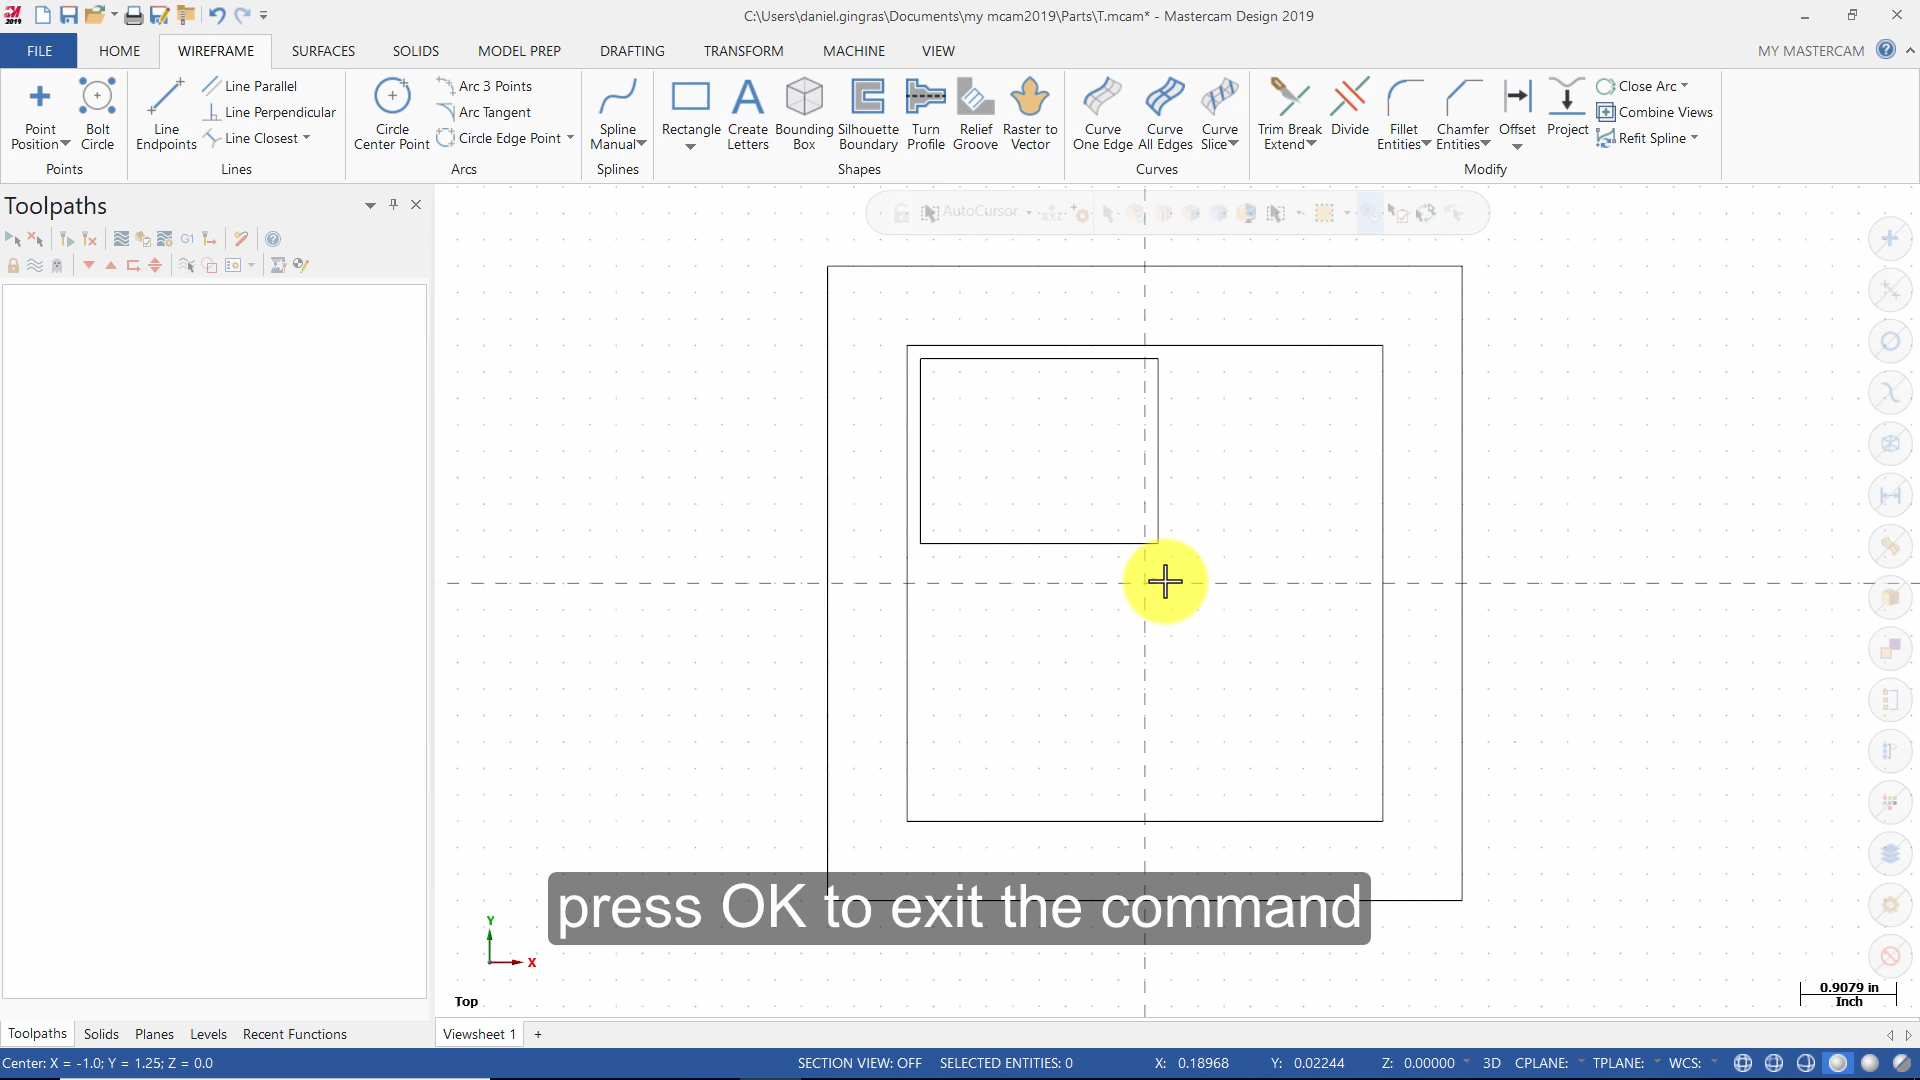 2019
C:\Users\daniel.gingras\Documents\my mcam2019\Parts\T.mcam* - Mastercam Design 2019
FILE HOME WIREFRAME SURFACES SOLIDS MODEL PREP DRAFTING TRANSFORM MACHINE VIEW MY MASTERCAM
Point Position
Bolt Circle
Points
Line Endpoints
Line Parallel
Line Perpendicular
Line Closest
Lines
Circle Center Point
Arc 3 Points
Arc Tangent
Circle Edge Point
Arcs
Spline Manual
Splines
Rectangle
Create Letters
Bounding Box
Silhouette Boundary
Turn Profile
Relief Groove
Raster to Vector
Shapes
Curve One Edge
Curve All Edges
Curve Slice
Curves
Trim Break Extend
Divide
Fillet Entities
Chamfer Entities
Offset
Project
Close Arc
Combine Views
Refit Spline
Modify
Toolpaths
G1
AutoCursor
press OK to exit the command
Y
X
Top
0.9079 in
Inch
Toolpaths Solids Planes Levels Recent Functions
Viewsheet 1 +
Center: X = -1.0; Y = 1.25; Z = 0.0
SECTION VIEW: OFF SELECTED ENTITIES: 0 X: 0.18968 Y: 0.02244 Z: 0.00000 3D CPLANE: TPLANE: WCS: